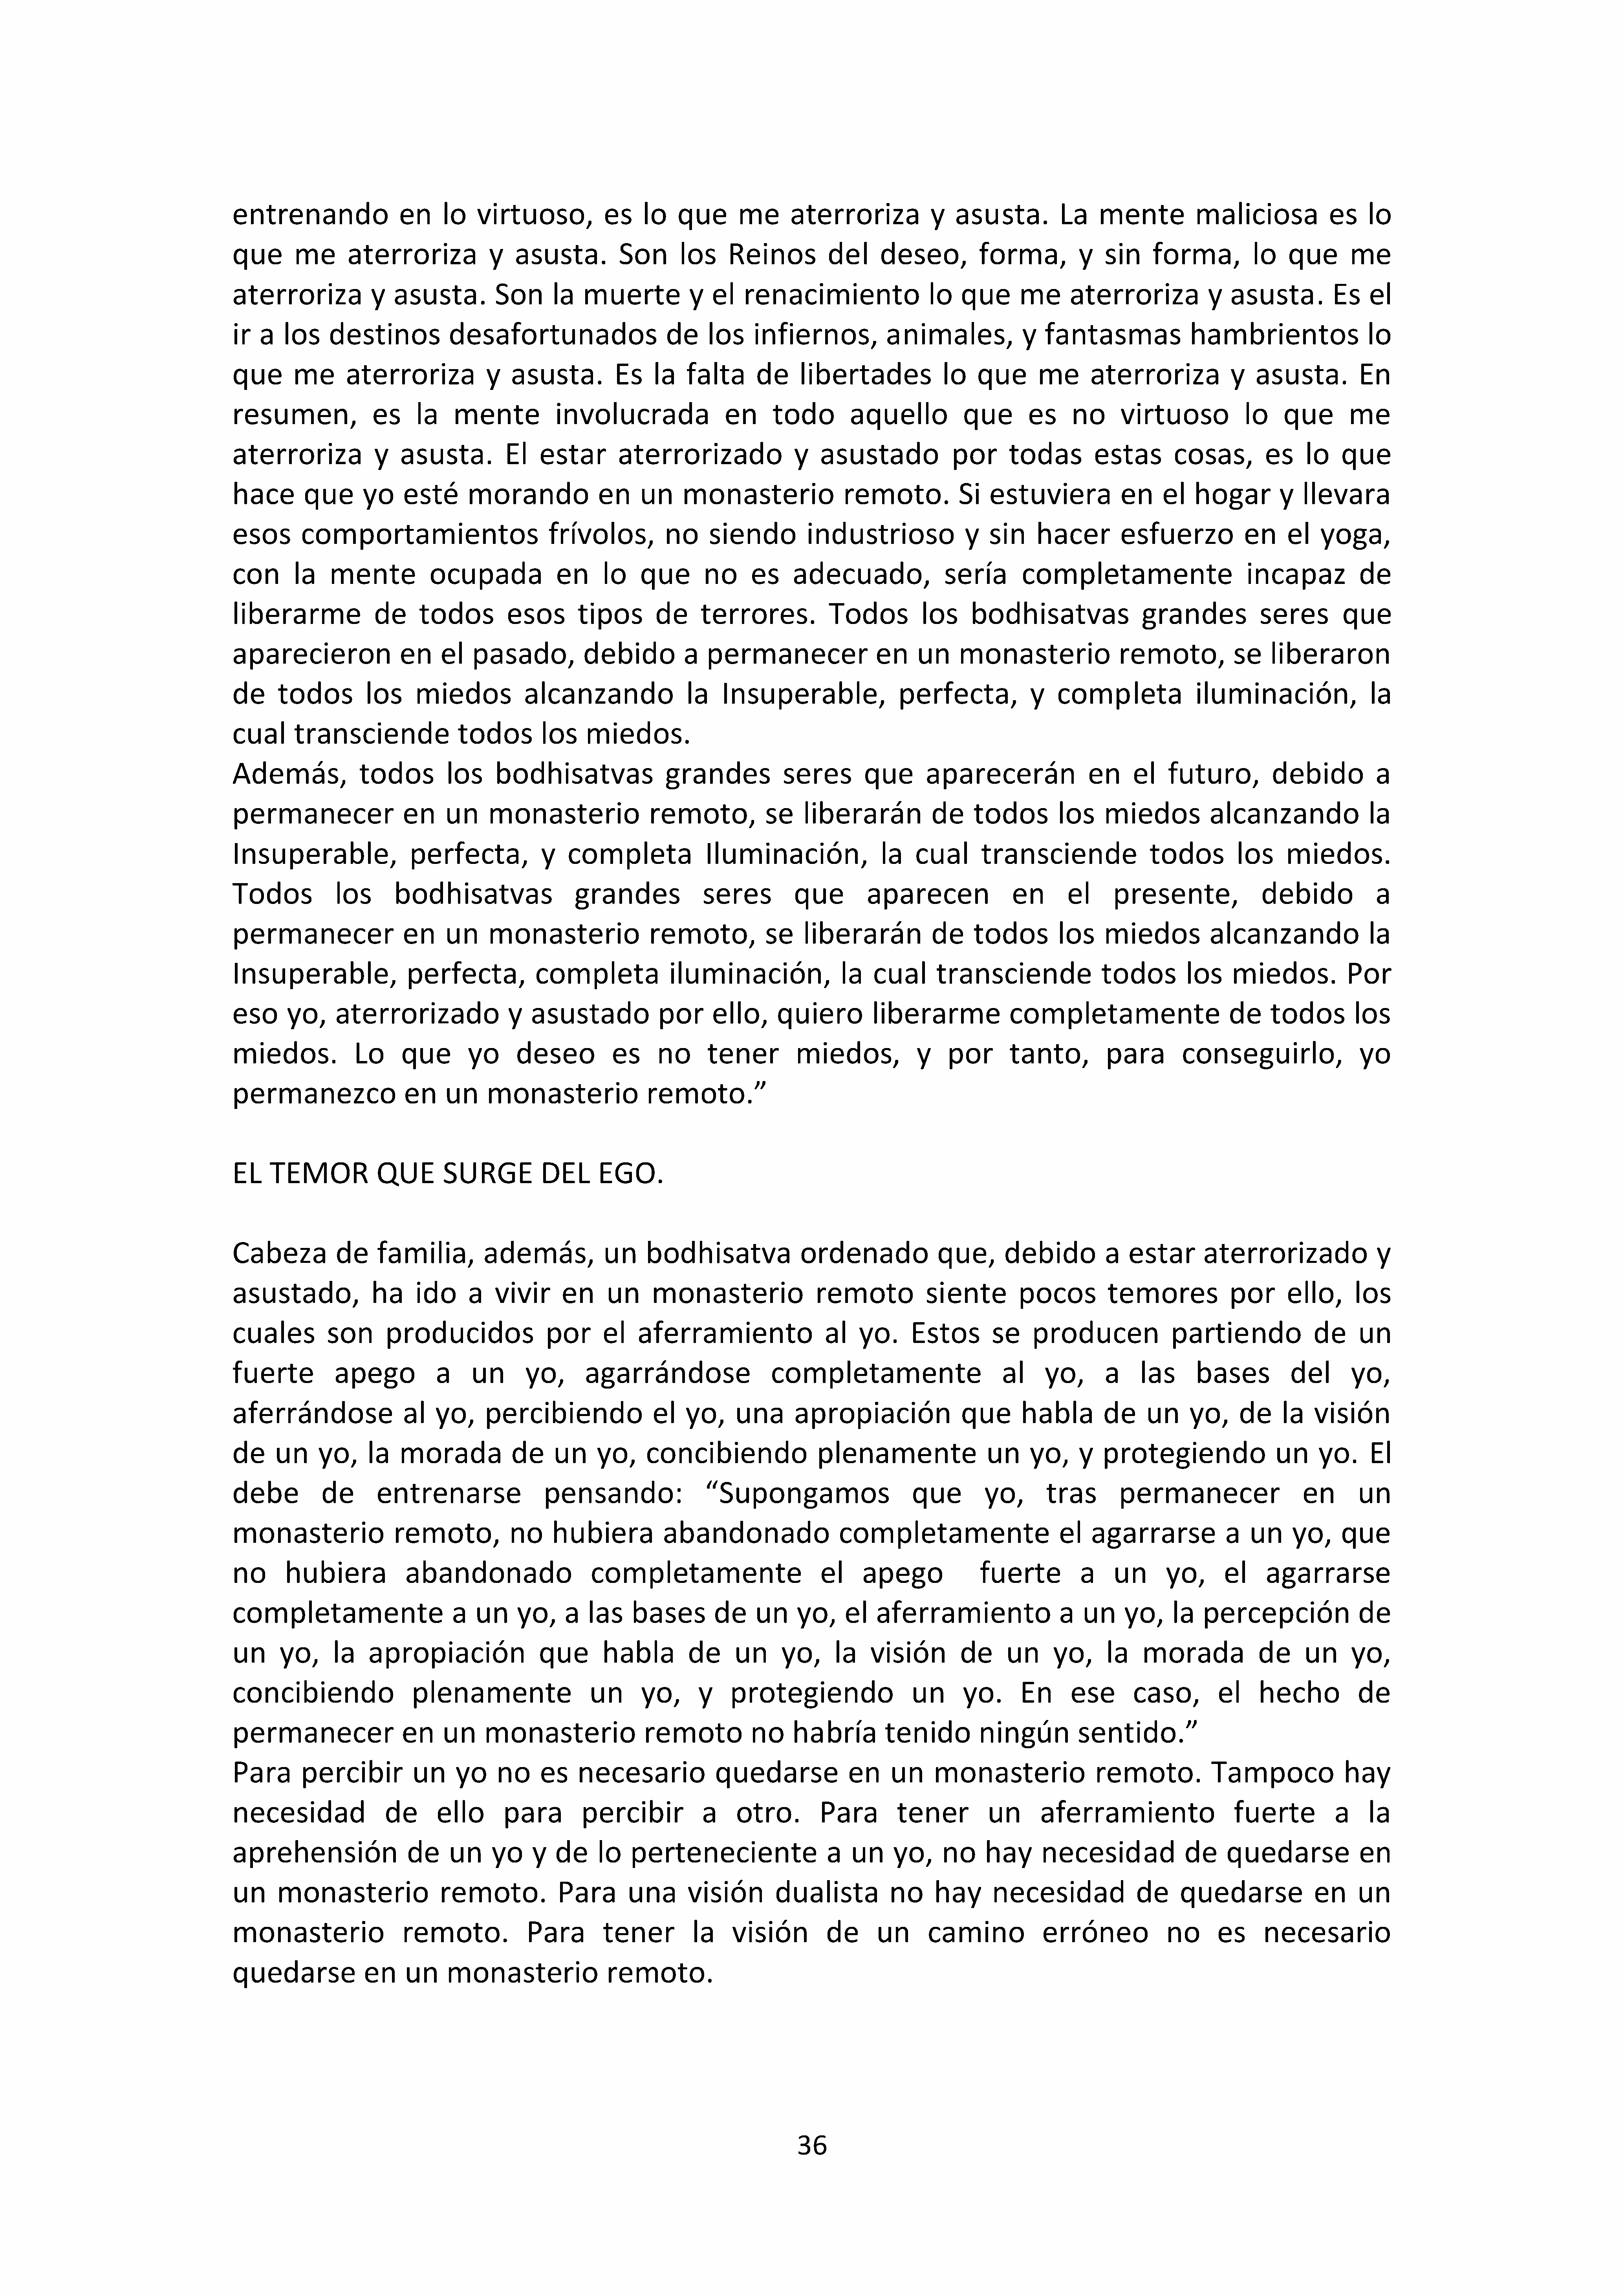 entrenando en lo virtuoso, es lo que me aterroriza y asusta. La mente maliciosa es lo
que me aterroriza y asusta. Son los Reinos del deseo, forma, y sin forma, lo que me
aterroriza y asusta. Son la muerte y el renacimiento lo que me aterroriza y asusta. Es el
ir a los destinos desafortunados de los infiernos, animales, y fantasmas hambrientos lo
que me aterroriza y asusta. Es la falta de libertades lo que me aterroriza y asusta. En
resumen, es la mente involucrada en todo aquello que es no virtuoso lo que me
aterroriza y asusta. El estar aterrorizado y asustado por todas estas cosas, es lo que
hace que yo esté morando en un monasterio remoto. Si estuviera en el hogar y llevara
esos comportamientos frívolos, no siendo industrioso y sin hacer esfuerzo en el yoga,
con la mente ocupada en lo que no es adecuado, sería completamente incapaz de
liberarme de todos esos tipos de terrores. Todos los bodhisatvas grandes seres que
aparecieron en el pasado, debido a permanecer en un monasterio remoto, se liberaron
de todos los miedos alcanzando la Insuperable, perfecta, y completa iluminación, la
cual transciende todos los miedos.
Además, todos los bodhisatvas grandes seres que aparecerán en el futuro, debido a
permanecer en un monasterio remoto, se liberarán de todos los miedos alcanzando la
Insuperable, perfecta, y completa Iluminación, la cual transciende todos los miedos.
Todos los bodhisatvas grandes seres que aparecen en el presente, debido a
permanecer en un monasterio remoto, se liberarán de todos los miedos alcanzando la
Insuperable, perfecta, completa iluminación, la cual transciende todos los miedos. Por
eso yo, aterrorizado y asustado por ello, quiero liberarme completamente de todos los
miedos. Lo que yo deseo es no tener miedos, y por tanto, para conseguirlo, yo
permanezco en un monasterio remoto.”
EL TEMOR QUE SURGE DEL EGO.
Cabeza de familia, además, un bodhisatva ordenado que, debido a estar aterrorizado y
asustado, ha ido a vivir en un monasterio remoto siente pocos temores por ello, los
cuales son producidos por el aferramiento al yo. Estos se producen partiendo de un
fuerte apego a un yo, agarrándose completamente al yo, a las bases del yo,
aferrándose al yo, percibiendo el yo, una apropiación que habla de un yo, de la visión
de un yo, la morada de un yo, concibiendo plenamente un yo, y protegiendo un yo. El
debe de entrenarse pensando: “Supongamos que yo, tras permanecer en un
monasterio remoto, no hubiera abandonado completamente el agarrarse a un yo, que
no hubiera abandonado completamente el apego fuerte a un yo, el agarrarse
completamente a un yo, a las bases de un yo, el aferramiento a un yo, la percepción de
un yo, la apropiación que habla de un yo, la visión de un yo, la morada de un yo,
concibiendo plenamente un yo, y protegiendo un yo. En ese caso, el hecho de
permanecer en un monasterio remoto no habría tenido ningún sentido.”
Para percibir un yo no es necesario quedarse en un monasterio remoto. Tampoco hay
necesidad de ello para percibir a otro. Para tener un aferramiento fuerte a la
aprehensión de un yo y de lo perteneciente a un yo, no hay necesidad de quedarse en
un monasterio remoto. Para una visión dualista no hay necesidad de quedarse en un
monasterio remoto. Para tener la visión de un camino erróneo no es necesario
quedarse en un monasterio remoto.
36